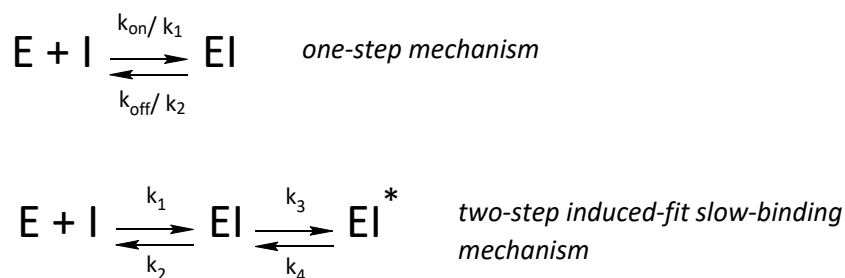 k_on/ k_1
E + I EI one-step mechanism
k_off/ k_2
k_1 k_3
E + I EI EI* two-step induced-fit slow-binding
mechanism
k_2 k_4